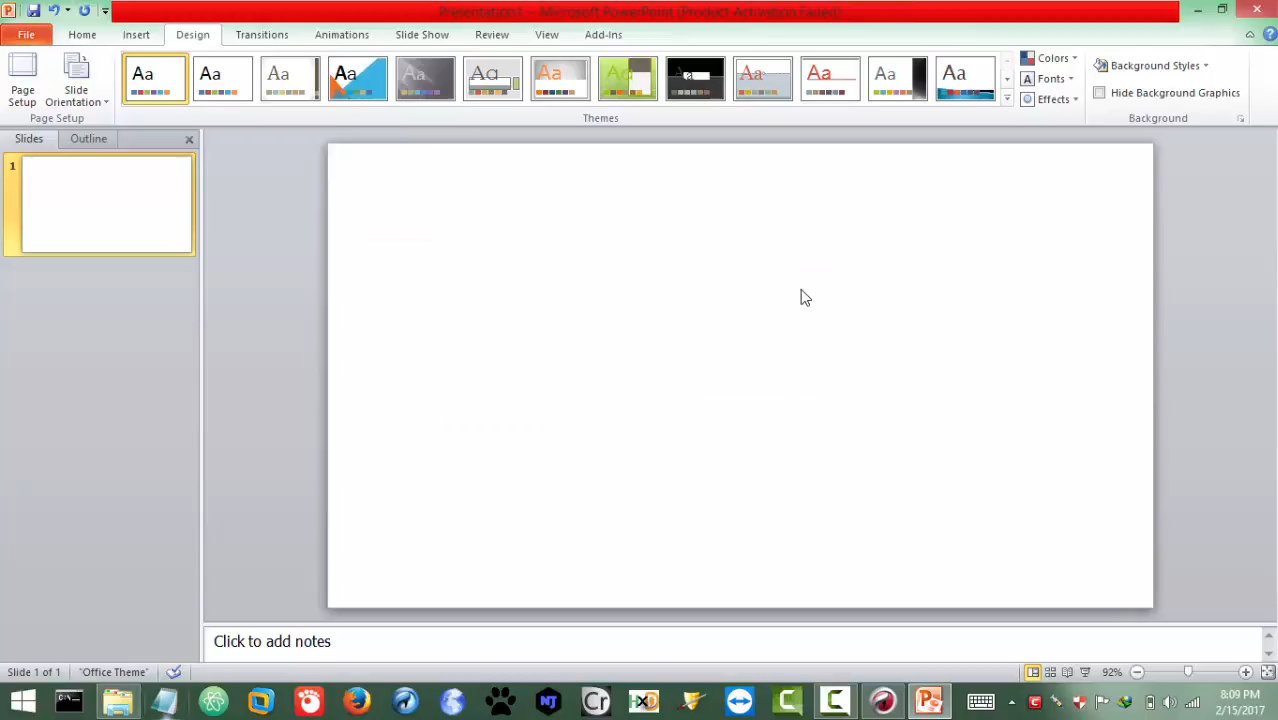 Presentation1 - Microsoft PowerPoint (Product Activation Failed)
File Home Insert Design Transitions Animations Slide Show Review View Add-Ins
Page Setup
Slide Orientation
Page Setup
Aa Aa Aa Aa Aa Aa Aa Aa Aa Aa Aa Aa Aa
Themes
Colors
Fonts
Effects
Background Styles
Hide Background Graphics
Background
Slides Outline
1
Click to add notes
Slide 1 of 1 "Office Theme" 92%
8:09 PM
2/15/2017